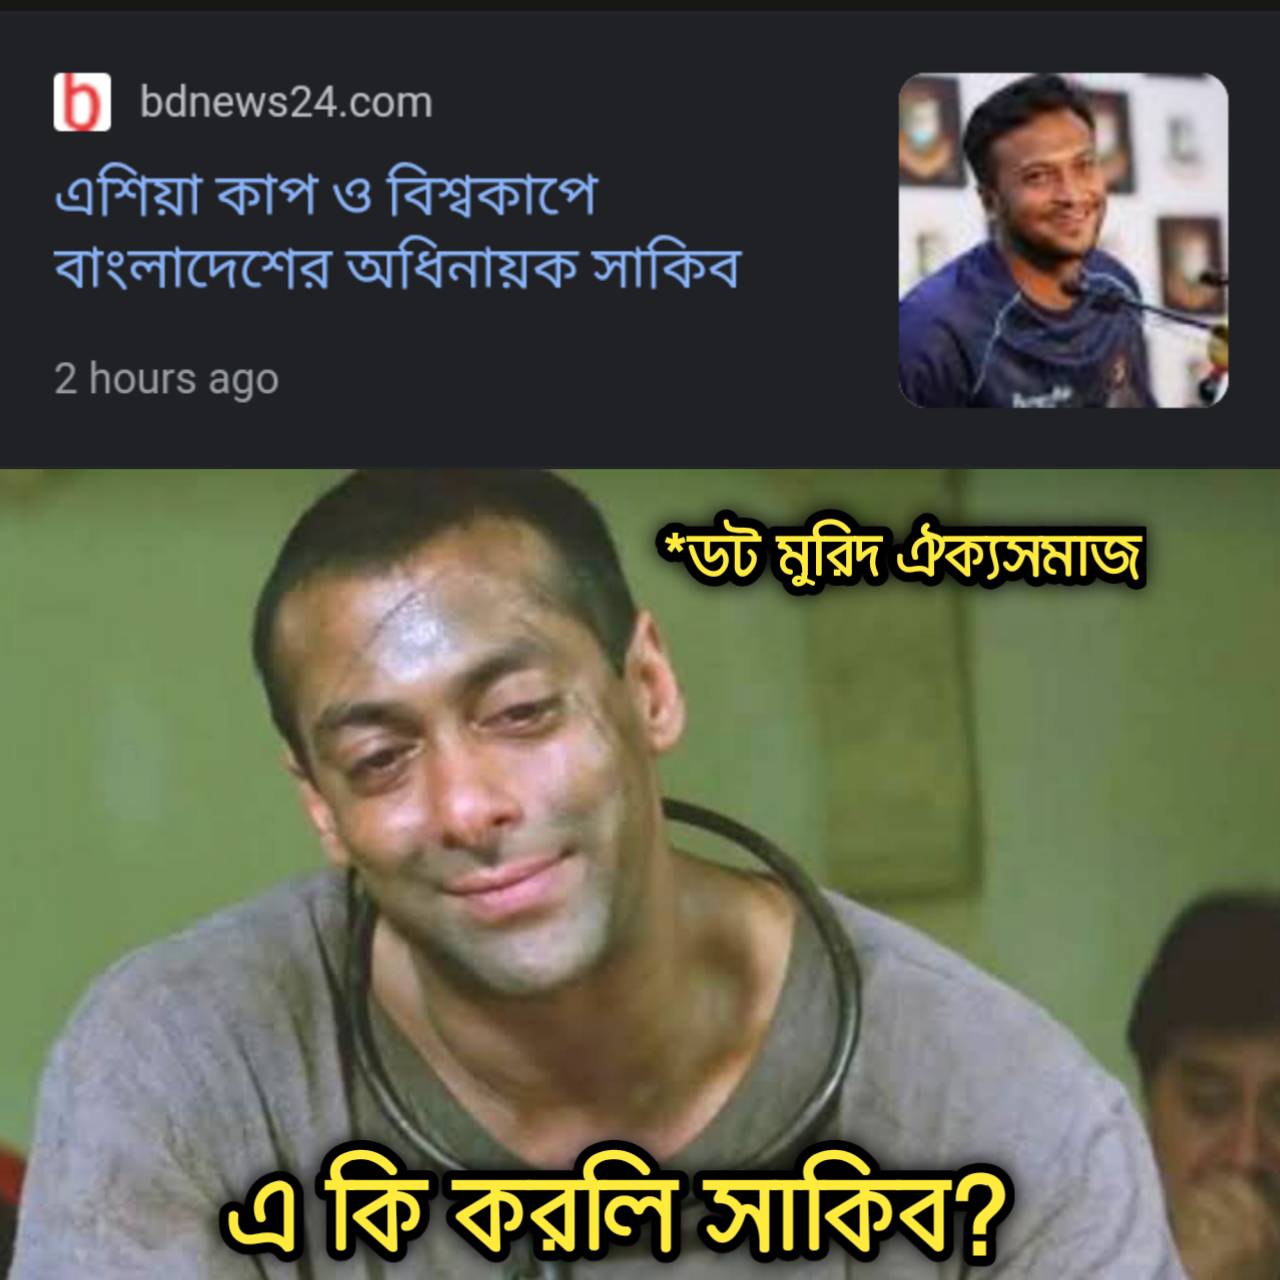 b bdnews24.com
এশিয়া কাপ ও বিশ্বকাপে
বাংলাদেশের অধিনায়ক সাকিব
2 hours ago
*ডট মুরিদ ঐক্যসমাজ
এ কি করলি সাকিব?